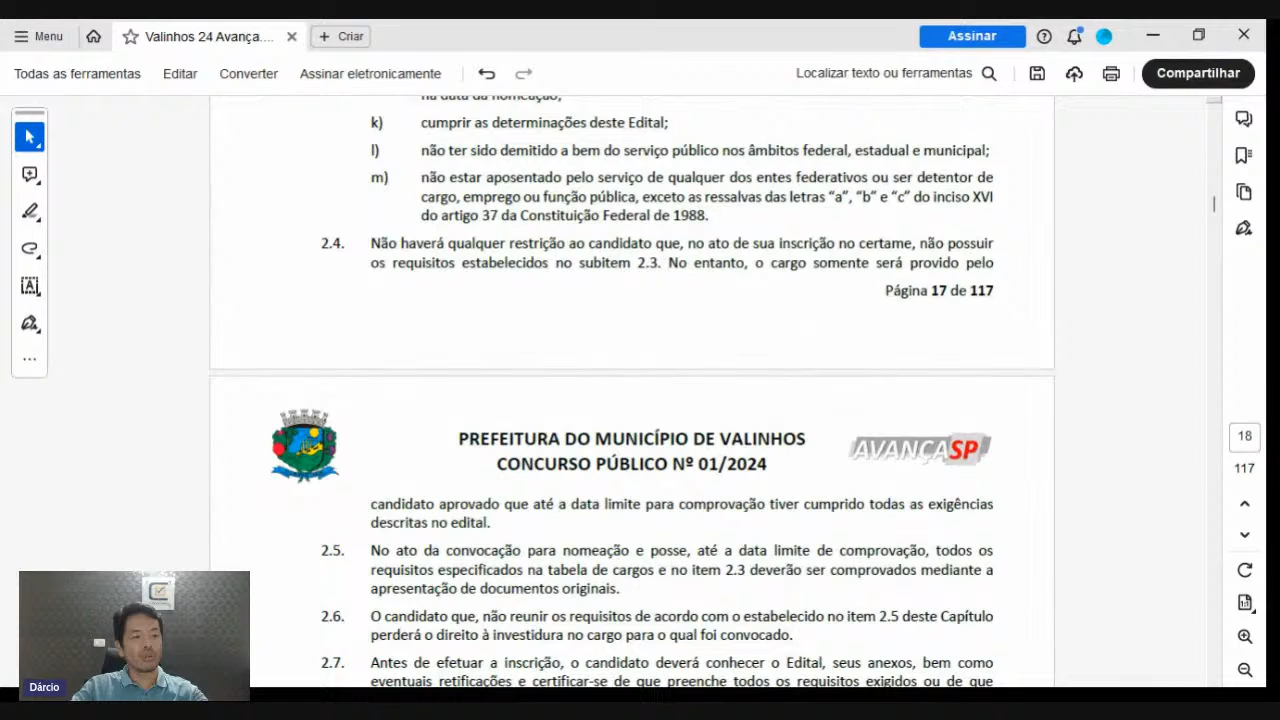 Menu
Valinhos 24 Avança....
Criar
Assinar
Todas as ferramentas
Editar
Converter
Assinar eletronicamente
Localizar texto ou ferramentas
Compartilhar
na data da nomeação;
k) cumprir as determinações deste Edital;
l) não ter sido demitido a bem do serviço público nos âmbitos federal, estadual e municipal;
m) não estar aposentado pelo serviço de qualquer dos entes federativos ou ser detentor de
cargo, emprego ou função pública, exceto as ressalvas das letras “a”, “b” e “c” do inciso XVI
do artigo 37 da Constituição Federal de 1988.
2.4. Não haverá qualquer restrição ao candidato que, no ato de sua inscrição no certame, não possuir
os requisitos estabelecidos no subitem 2.3. No entanto, o cargo somente será provido pelo
Página 17 de 117
PREFEITURA DO MUNICÍPIO DE VALINHOS
CONCURSO PÚBLICO Nº 01/2024
AVANÇASP
candidato aprovado que até a data limite para comprovação tiver cumprido todas as exigências
descritas no edital.
2.5. No ato da convocação para nomeação e posse, até a data limite de comprovação, todos os
requisitos especificados na tabela de cargos e no item 2.3 deverão ser comprovados mediante a
apresentação de documentos originais.
2.6. O candidato que, não reunir os requisitos de acordo com o estabelecido no item 2.5 deste Capítulo
perderá o direito à investidura no cargo para o qual foi convocado.
2.7. Antes de efetuar a inscrição, o candidato deverá conhecer o Edital, seus anexos, bem como
eventuais retificações e certificar-se de que preenche todos os requisitos exigidos ou de que
18
117
Dárcio